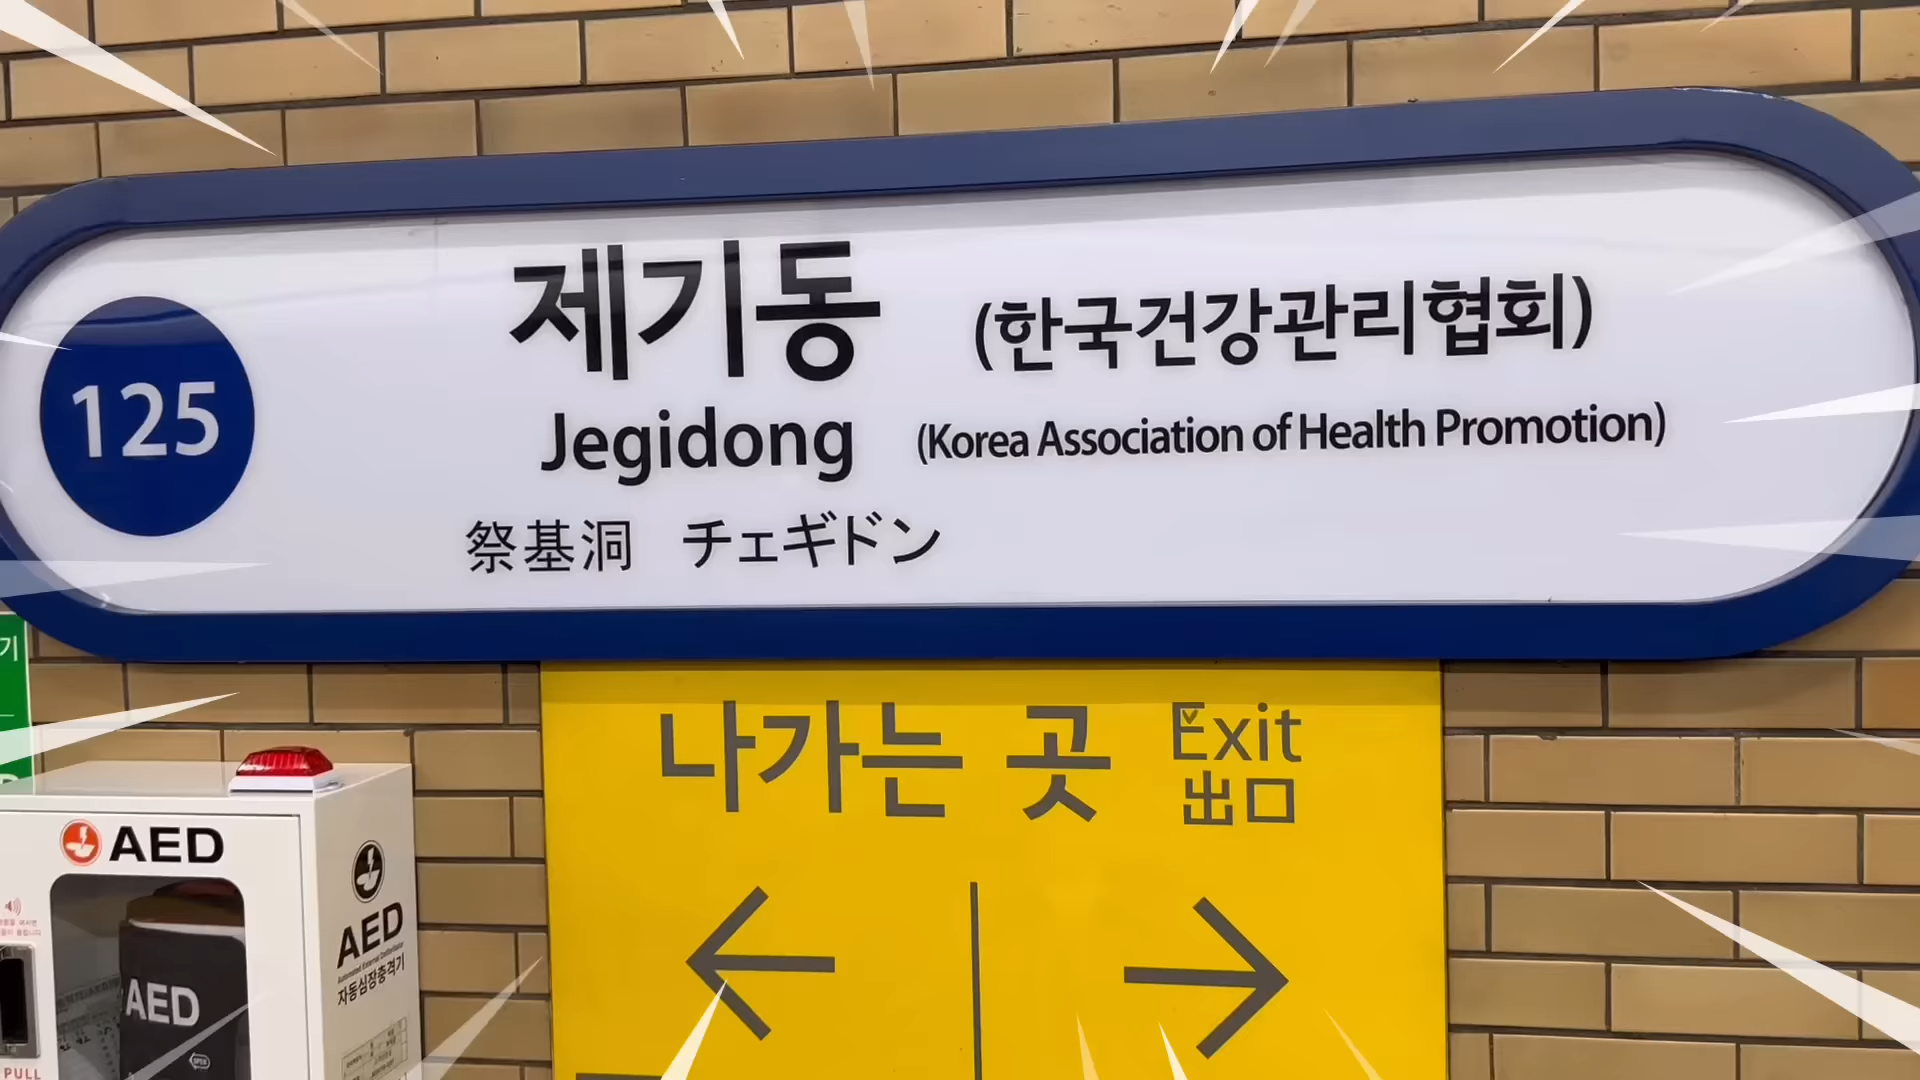 125
제기동 (한국건강관리협회)
Jegidong (Korea Association of Health Promotion)
祭基洞 チェギドン
기
나가는 곳 Exit
出口
AED
AED
자동심장충격기
AED
PULL